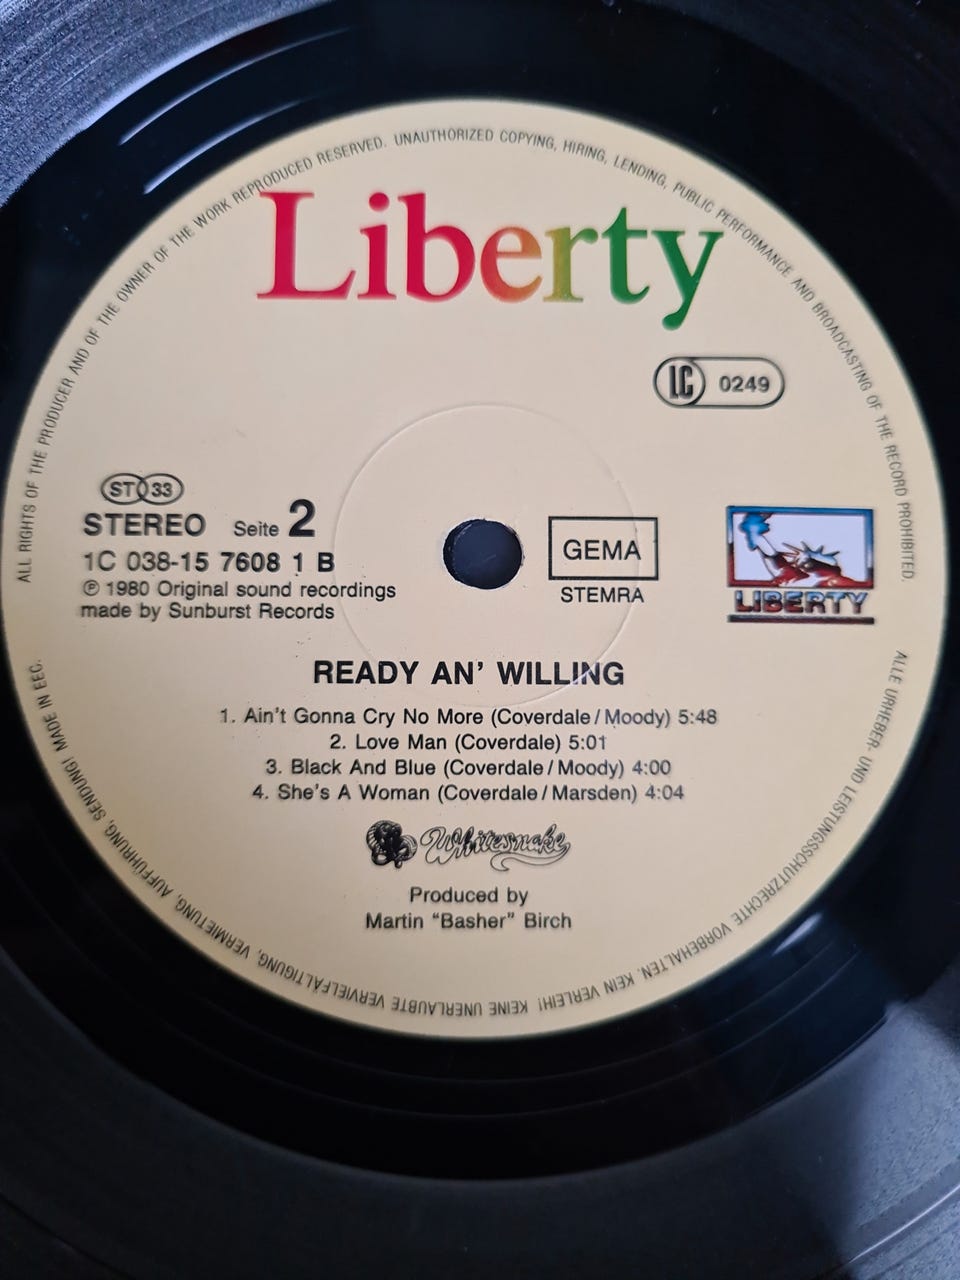 ALL RIGHTS OF THE PRODUCER AND OF THE OWNER OF THE WORK REPRODUCED RESERVED. UNAUTHORIZED COPYING, HIRING, LENDING, PUBLIC PERFORMANCE AND BROADCASTING OF THE RECORD PROHIBITED.
Liberty
LC 0249
ST 33
STEREO Seite 2
1C 038-15 7608 1 B
℗ 1980 Original sound recordings
made by Sunburst Records
GEMA
STEMRA
LIBERTY
READY AN' WILLING
1. Ain't Gonna Cry No More (Coverdale/Moody) 5:48
2. Love Man (Coverdale) 5:01
3. Black And Blue (Coverdale/Moody) 4:00
4. She's A Woman (Coverdale/Marsden) 4:04
Whitesnake
Produced by
Martin “Basher” Birch
ALLE URHEBER- UND LEISTUNGSSCHUTZRECHTE VORBEHALTEN. KEIN VERLEIH! KEINE UNERLAUBTE VERVIELFÄLTIGUNG, VERMIETUNG, AUFFÜHRUNG, SENDUNG! MADE IN EEC.